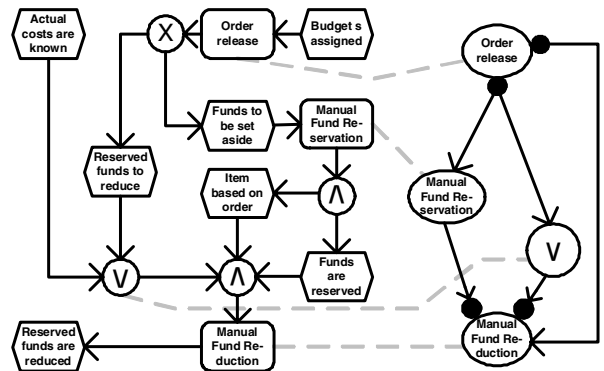 Actual
costs are
known
X
Order
release
Budget s
assigned
Order
release
Funds to
be set
aside
Manual
Fund Re-
servation
Reserved
funds to
reduce
Item
based on
order
Λ
Manual
Fund Re-
servation
V
Λ
Funds
are
reserved
V
Reserved
funds are
reduced
Manual
Fund Re-
duction
Manual
Fund Re-
duction